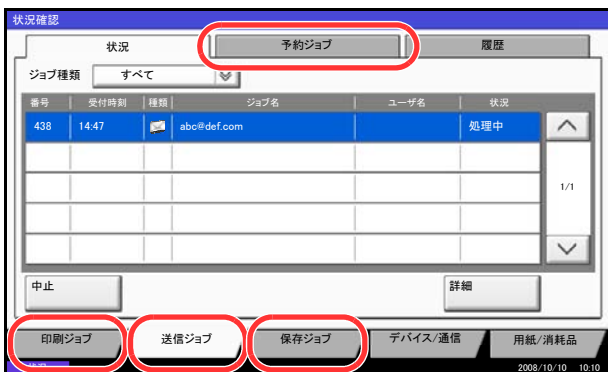 状況確認
状況 予約ジョブ 履歴
ジョブ種類 すべて
番号 受付時刻 種類 ジョブ名 ユーザ名 状況
438 14:47 abc@def.com 処理中
1/1
中止 詳細
印刷ジョブ 送信ジョブ 保存ジョブ デバイス/通信 用紙/消耗品
状況 2008/10/10 10:10